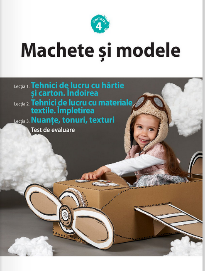 4
Machete și modele
Lecția 1 Tehnici de lucru cu hârtie
și carton. Îndoirea
Lecția 2 Tehnici de lucru cu materiale
textile. Împletirea
Lecția 3 Nuanțe, tonuri, texturi
Test de evaluare